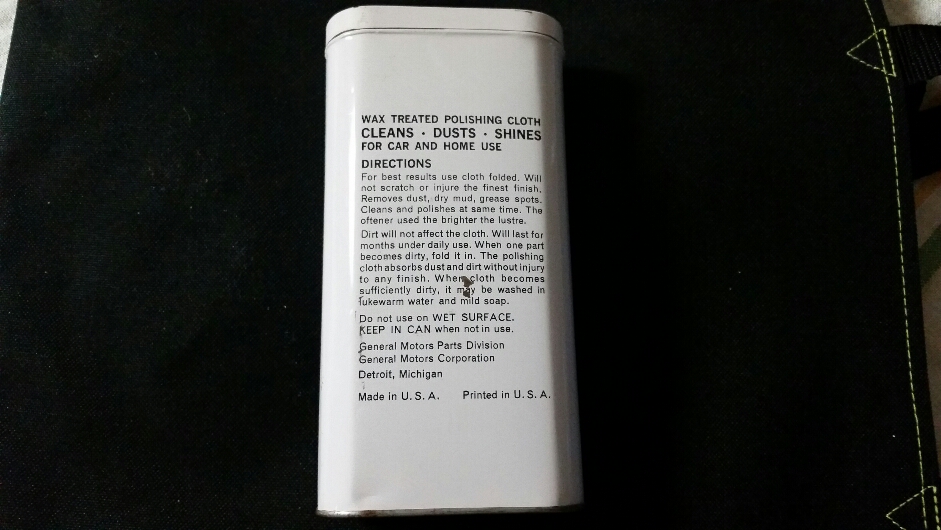 WAX TREATED POLISHING CLOTH
CLEANS · DUSTS · SHINES
FOR CAR AND HOME USE
DIRECTIONS
For best results use cloth folded. Will
not scratch or injure the finest finish.
Removes dust, dry mud, grease spots.
Cleans and polishes at same time. The
oftener used the brighter the lustre.
Dirt will not affect the cloth. Will last for
months under daily use. When one part
becomes dirty, fold it in. The polishing
cloth absorbs dust and dirt without injury
to any finish. When cloth becomes
sufficiently dirty, it may be washed in
lukewarm water and mild soap.
Do not use on WET SURFACE.
KEEP IN CAN when not in use.
General Motors Parts Division
General Motors Corporation
Detroit, Michigan
Made in U. S. A. Printed in U. S. A.